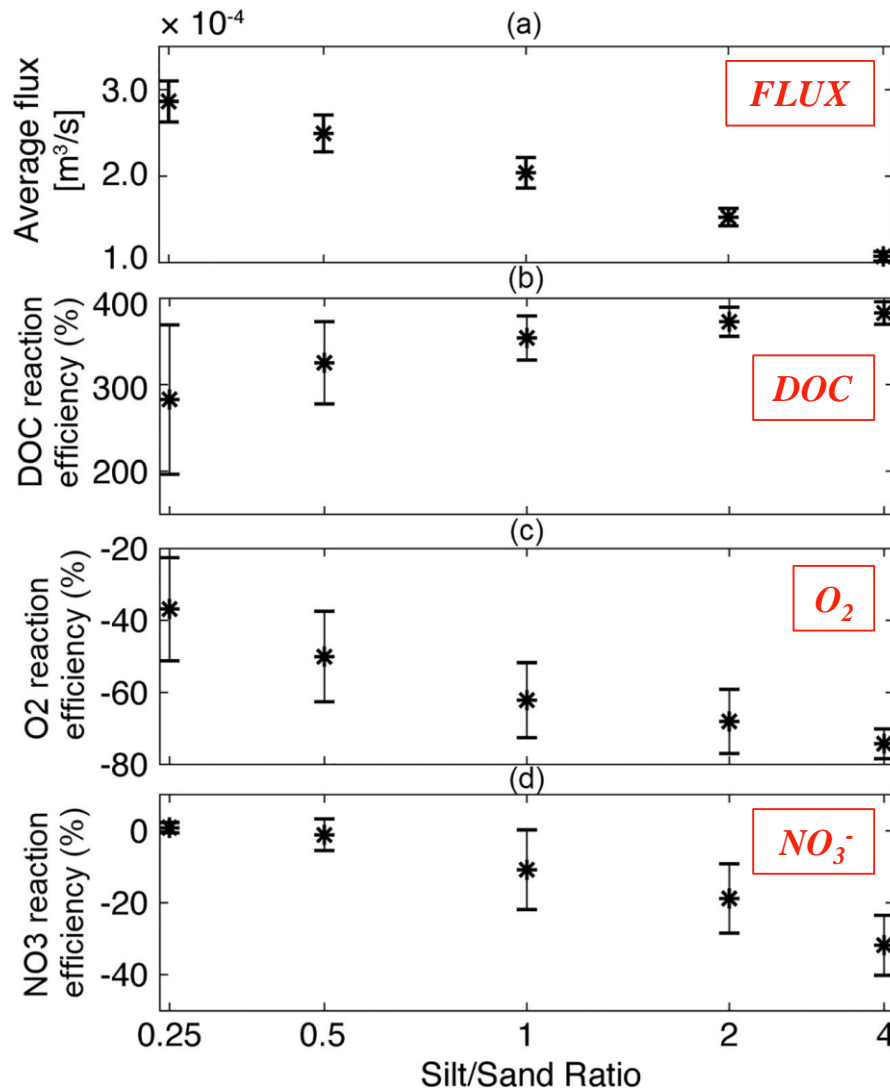 × 10⁻⁴
(a)
FLUX
Average flux
[m³/s]
3.0
2.0
1.0
(b)
DOC
DOC reaction
efficiency (%)
400
300
200
(c)
O₂
O2 reaction
efficiency (%)
-20
-40
-60
-80
(d)
NO₃⁻
NO3 reaction
efficiency (%)
0
-20
-40
0.25 0.5 1 2 4
Silt/Sand Ratio